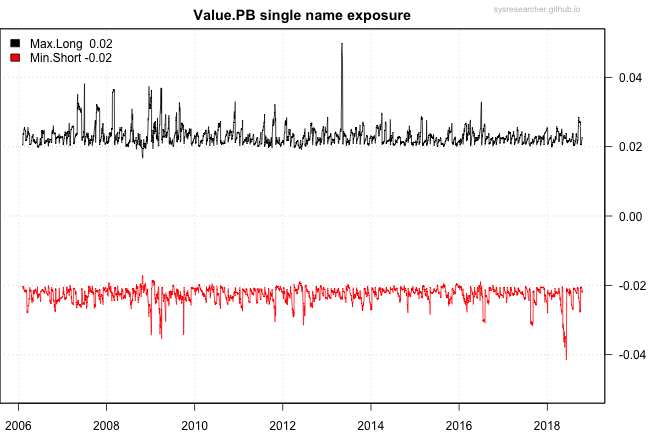 Value.PB single name exposure
sysresearcher.github.io
Max.Long 0.02
Min.Short -0.02
0.04
0.02
0.00
-0.02
-0.04
2006 2008 2010 2012 2014 2016 2018